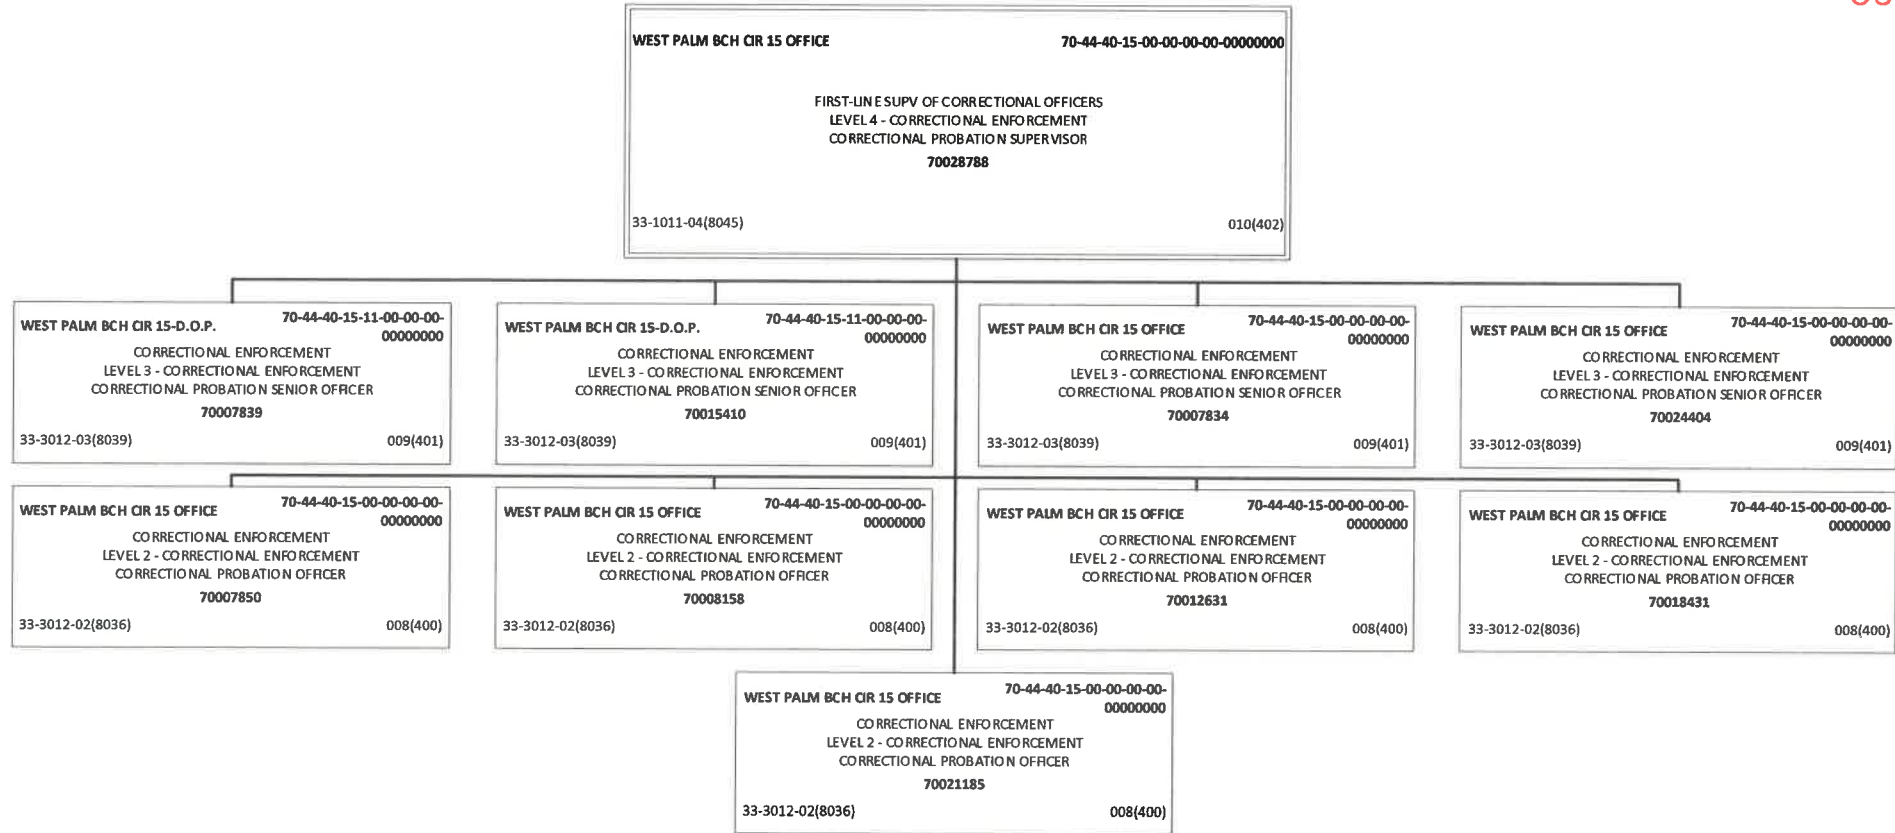 WEST PALM BCH CIR 15 OFFICE 70-44-40-15-00-00-00-00-00000000
FIRST-LINE SUPV OF CORRECTIONAL OFFICERS
LEVEL 4 - CORRECTIONAL ENFORCEMENT
CORRECTIONAL PROBATION SUPERVISOR
70028788
33-1011-04(8045) 010(402)
WEST PALM BCH CIR 15-D.O.P. 70-44-40-15-11-00-00-00-
00000000
CORRECTIONAL ENFORCEMENT
LEVEL 3 - CORRECTIONAL ENFORCEMENT
CORRECTIONAL PROBATION SENIOR OFFICER
70007839
33-3012-03(8039) 009(401)
WEST PALM BCH CIR 15-D.O.P. 70-44-40-15-11-00-00-00-
00000000
CORRECTIONAL ENFORCEMENT
LEVEL 3 - CORRECTIONAL ENFORCEMENT
CORRECTIONAL PROBATION SENIOR OFFICER
70015410
33-3012-03(8039) 009(401)
WEST PALM BCH CIR 15 OFFICE 70-44-40-15-00-00-00-00-
00000000
CORRECTIONAL ENFORCEMENT
LEVEL 3 - CORRECTIONAL ENFORCEMENT
CORRECTIONAL PROBATION SENIOR OFFICER
70007834
33-3012-03(8039) 009(401)
WEST PALM BCH CIR 15 OFFICE 70-44-40-15-00-00-00-00-
00000000
CORRECTIONAL ENFORCEMENT
LEVEL 3 - CORRECTIONAL ENFORCEMENT
CORRECTIONAL PROBATION SENIOR OFFICER
70024404
33-3012-03(8039) 009(401)
WEST PALM BCH CIR 15 OFFICE 70-44-40-15-00-00-00-00-
00000000
CORRECTIONAL ENFORCEMENT
LEVEL 2 - CORRECTIONAL ENFORCEMENT
CORRECTIONAL PROBATION OFFICER
70007850
33-3012-02(8036) 008(400)
WEST PALM BCH CIR 15 OFFICE 70-44-40-15-00-00-00-00-
00000000
CORRECTIONAL ENFORCEMENT
LEVEL 2 - CORRECTIONAL ENFORCEMENT
CORRECTIONAL PROBATION OFFICER
70008158
33-3012-02(8036) 008(400)
WEST PALM BCH CIR 15 OFFICE 70-44-40-15-00-00-00-00-
00000000
CORRECTIONAL ENFORCEMENT
LEVEL 2 - CORRECTIONAL ENFORCEMENT
CORRECTIONAL PROBATION OFFICER
70012631
33-3012-02(8036) 008(400)
WEST PALM BCH CIR 15 OFFICE 70-44-40-15-00-00-00-00-
00000000
CORRECTIONAL ENFORCEMENT
LEVEL 2 - CORRECTIONAL ENFORCEMENT
CORRECTIONAL PROBATION OFFICER
70018431
33-3012-02(8036) 008(400)
WEST PALM BCH CIR 15 OFFICE 70-44-40-15-00-00-00-00-
00000000
CORRECTIONAL ENFORCEMENT
LEVEL 2 - CORRECTIONAL ENFORCEMENT
CORRECTIONAL PROBATION OFFICER
70021185
33-3012-02(8036) 008(400)